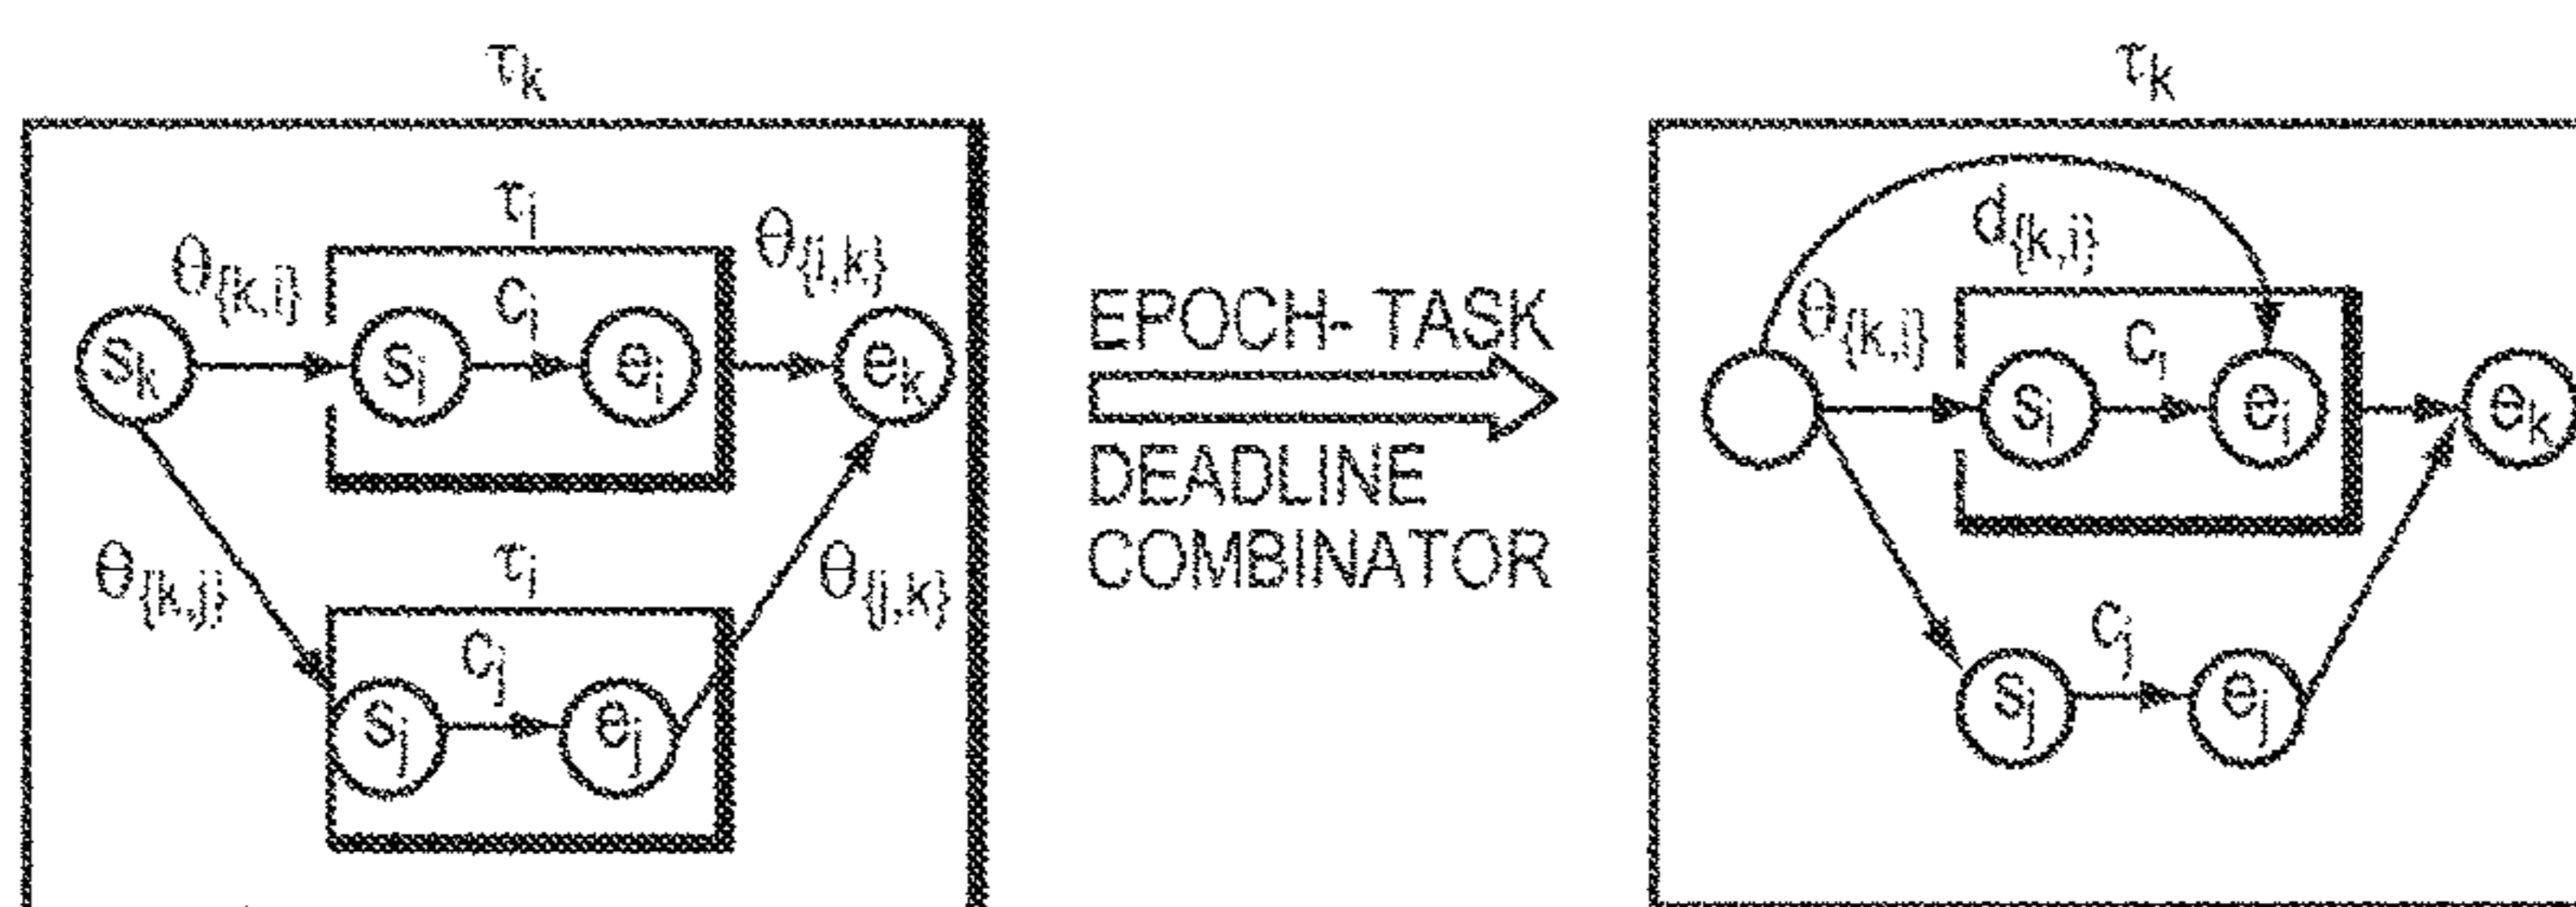 τk
τi
θ{k,i}
ci
θ{i,k}
sk
si
ei
ek
θ{k,j}
τj
cj
θ{j,k}
sj
ej
EPOCH- TASK
DEADLINE
COMBINATOR
τk
d{k,i}
θ{k,i}
ci
si
ei
ek
cj
sj
ej